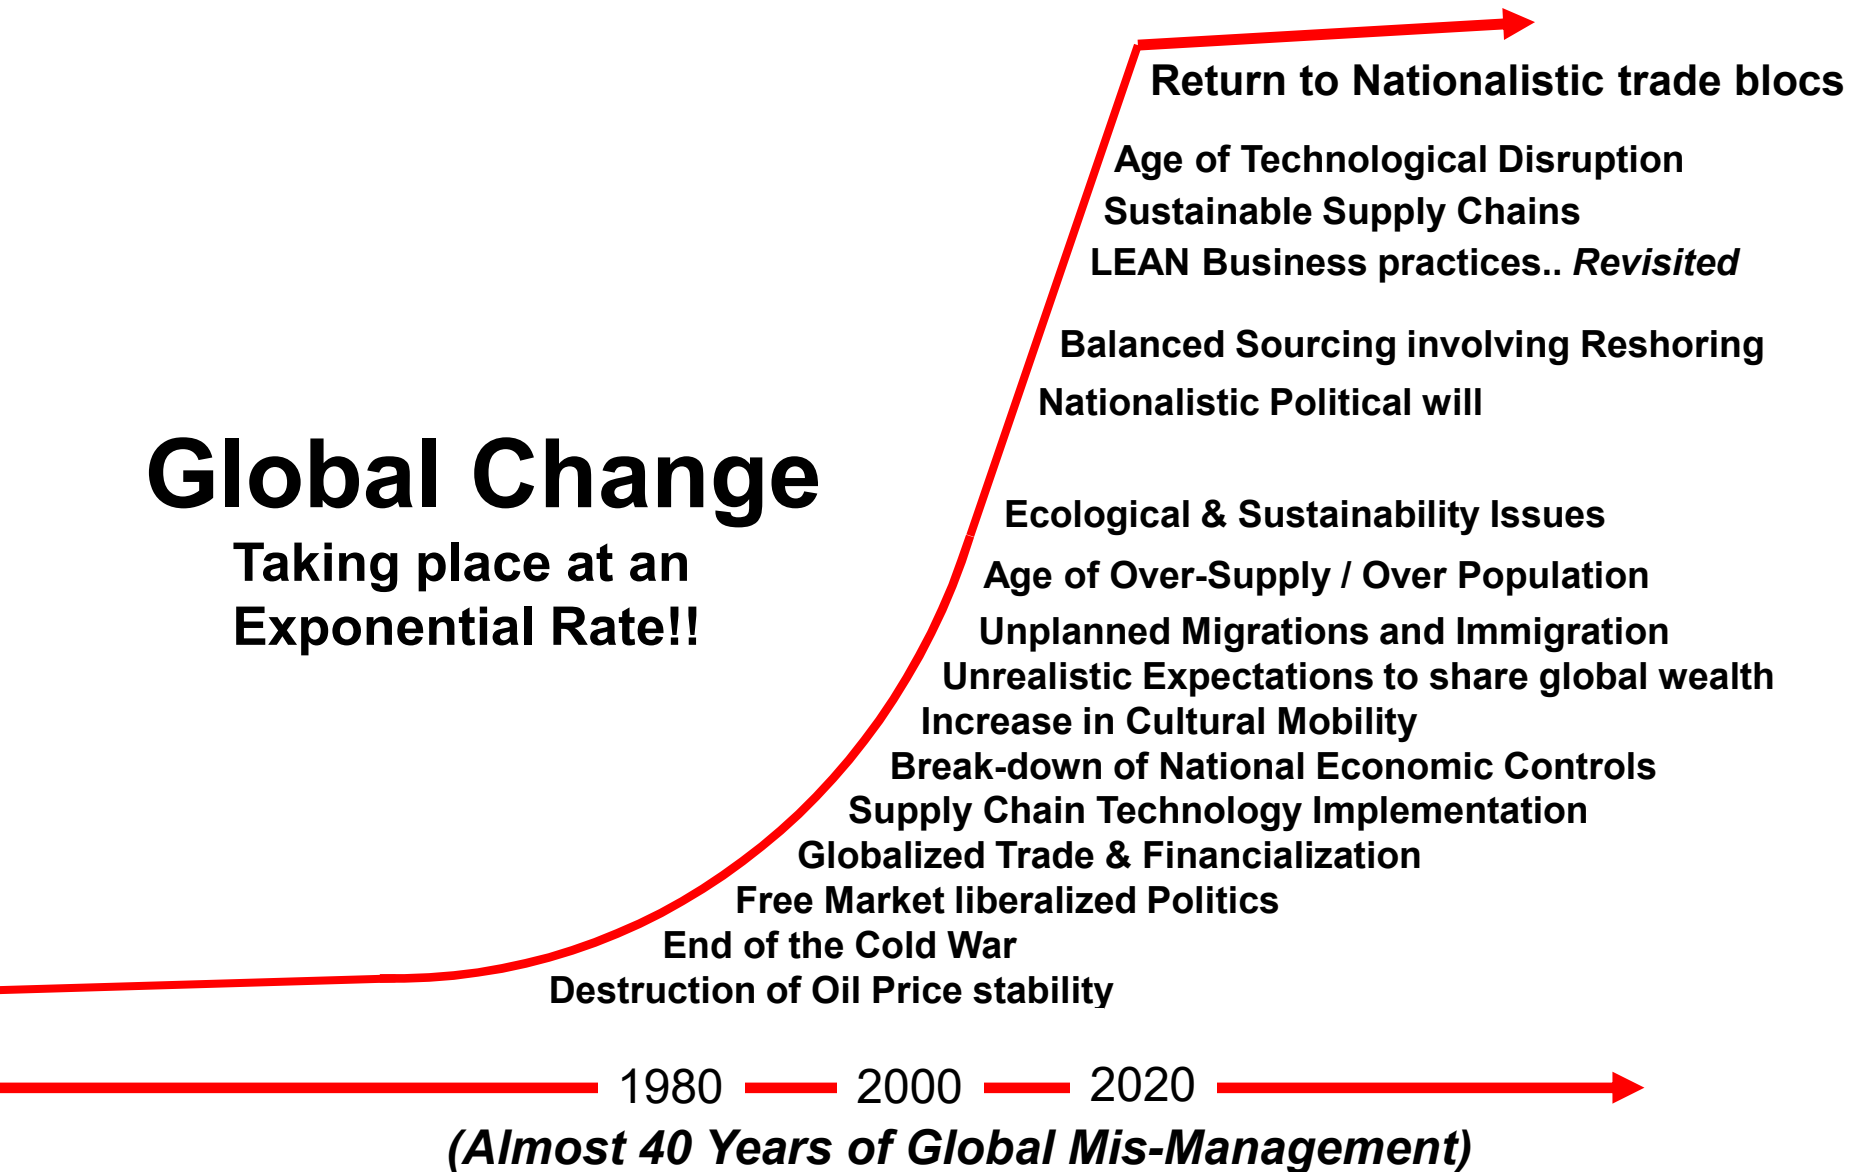 Return to Nationalistic trade blocs
Age of Technological Disruption
Sustainable Supply Chains
LEAN Business practices.. Revisited
Balanced Sourcing involving Reshoring
Nationalistic Political will
Global Change
Taking place at an
Exponential Rate!!
Ecological & Sustainability Issues
Age of Over-Supply / Over Population
Unplanned Migrations and Immigration
Unrealistic Expectations to share global wealth
Increase in Cultural Mobility
Break-down of National Economic Controls
Supply Chain Technology Implementation
Globalized Trade & Financialization
Free Market liberalized Politics
End of the Cold War
Destruction of Oil Price stability
1980 2000 2020
(Almost 40 Years of Global Mis-Management)